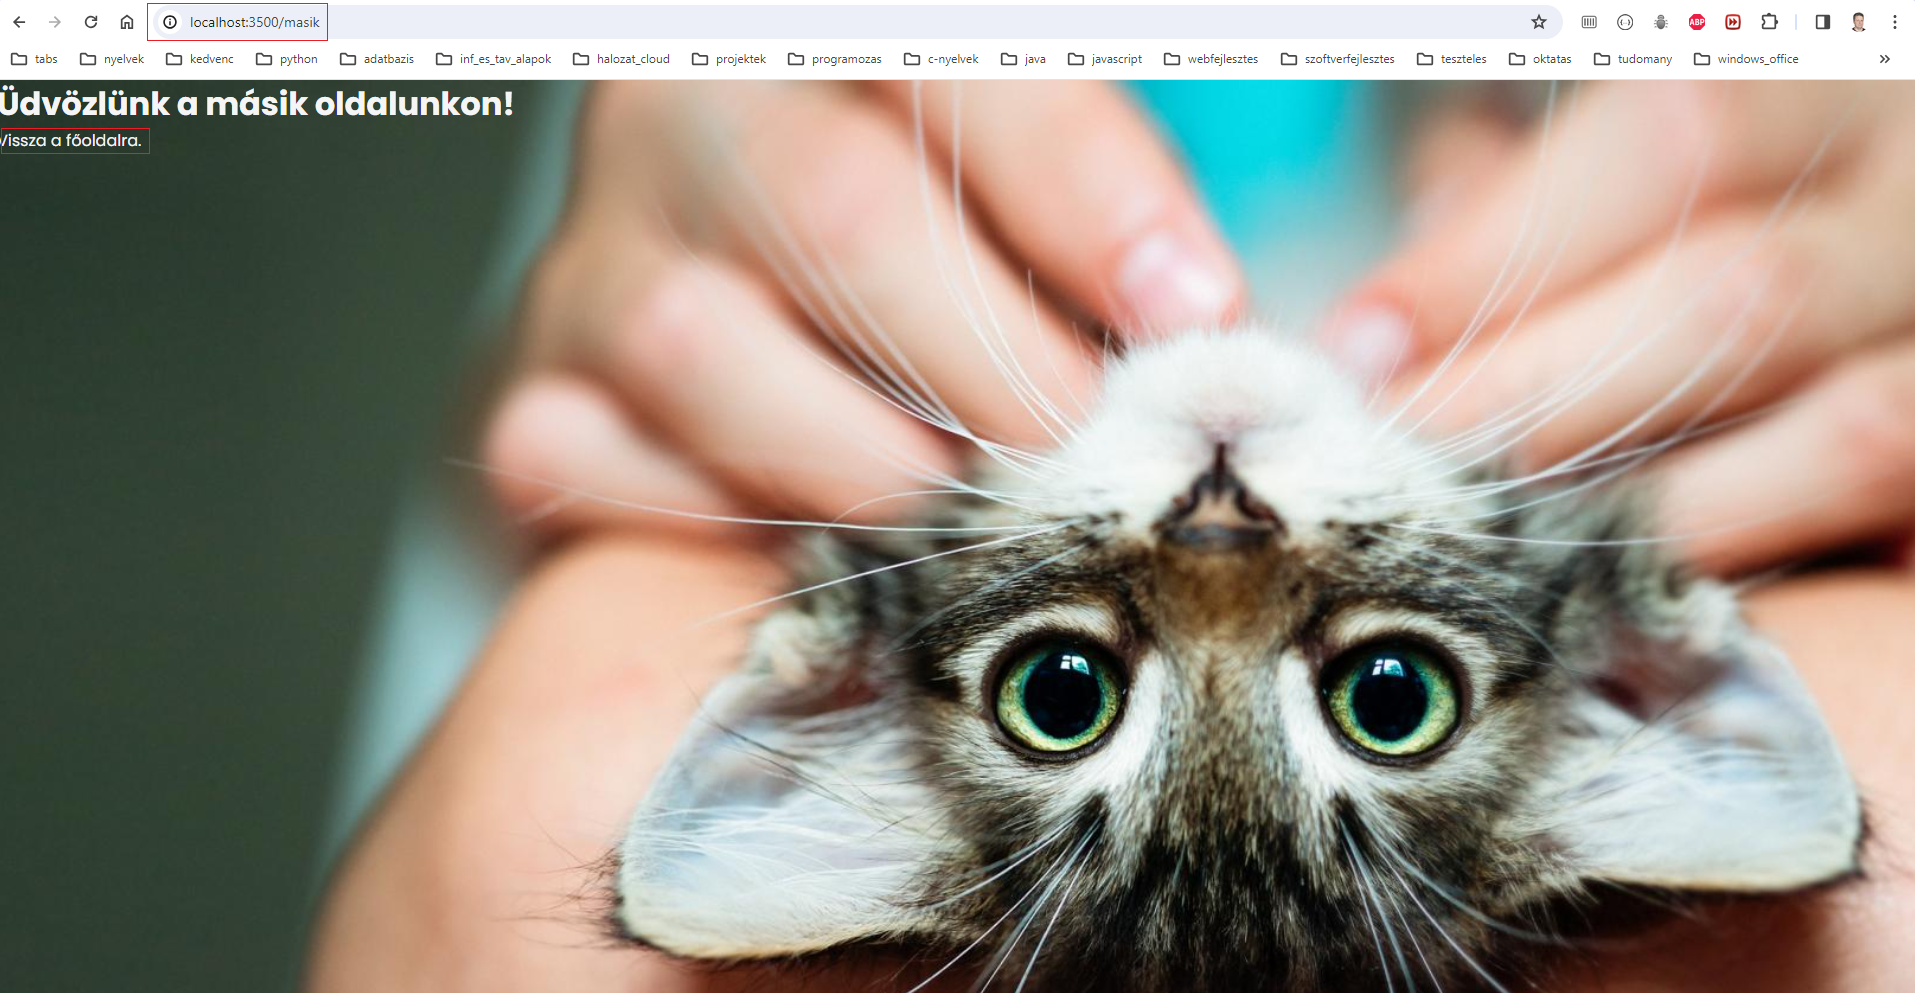 localhost:3500/masik
ABP
tabs nyelvek kedvenc python adatbazis inf_es_tav_alapok halozat_cloud projektek programozas c-nyelvek java javascript webfejlesztes szoftverfejlesztes teszteles oktatas tudomany windows_office
Üdvözlünk a másik oldalunkon!
Vissza a főoldalra.